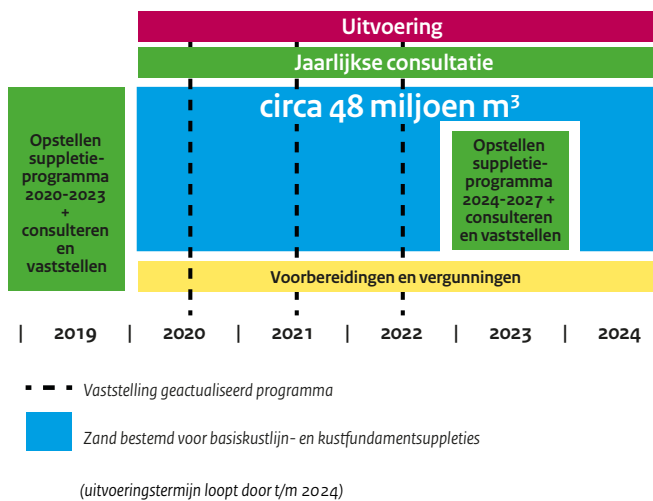 Uitvoering
Jaarlijkse consultatie
circa 48 miljoen m³
Opstellen
suppletie-
programma
2020-2023
+
consulteren
en
vaststellen
Opstellen
suppletie-
programma
2024-2027 +
consulteren
en vaststellen
Voorbereidingen en vergunningen
| 2019 | 2020 | 2021 | 2022 | 2023 | 2024
Vaststelling geactualiseerd programma
Zand bestemd voor basiskustlijn- en kustfundamentsuppleties
(uitvoeringstermijn loopt door t/m 2024)